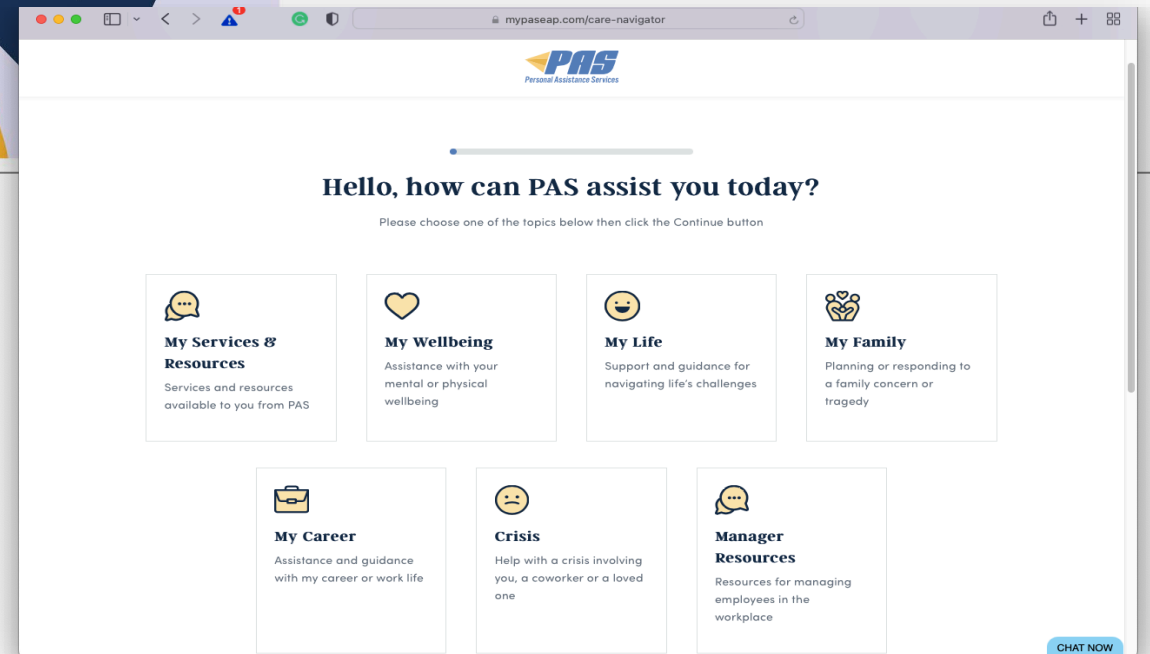 1
mypaseap.com/care-navigator
PAS
Personal Assistance Services
Hello, how can PAS assist you today?
Please choose one of the topics below then click the Continue button
My Services &
Resources
Services and resources
available to you from PAS
My Wellbeing
Assistance with your
mental or physical
wellbeing
My Life
Support and guidance for
navigating life's challenges
My Family
Planning or responding to
a family concern or
tragedy
My Career
Assistance and guidance
with my career or work life
Crisis
Help with a crisis involving
you, a coworker or a loved
one
Manager
Resources
Resources for managing
employees in the
workplace
CHAT NOW